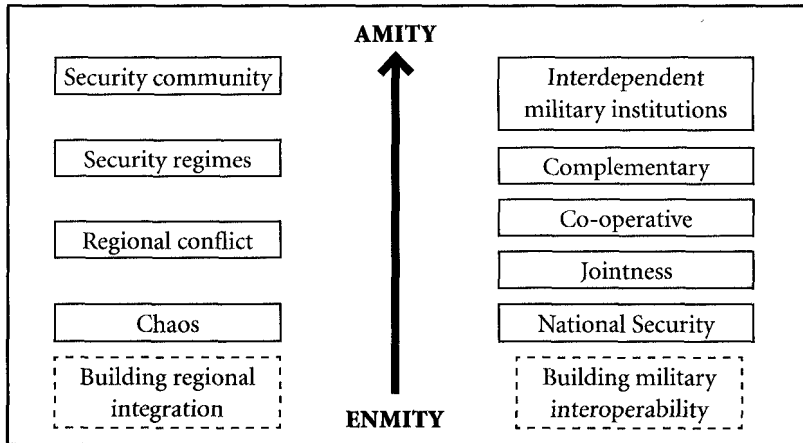 AMITY
Security community
Interdependent
military institutions
Security regimes
Complementary
Co-operative
Regional conflict
Jointness
Chaos
National Security
Building regional
integration
Building military
interoperability
ENMITY